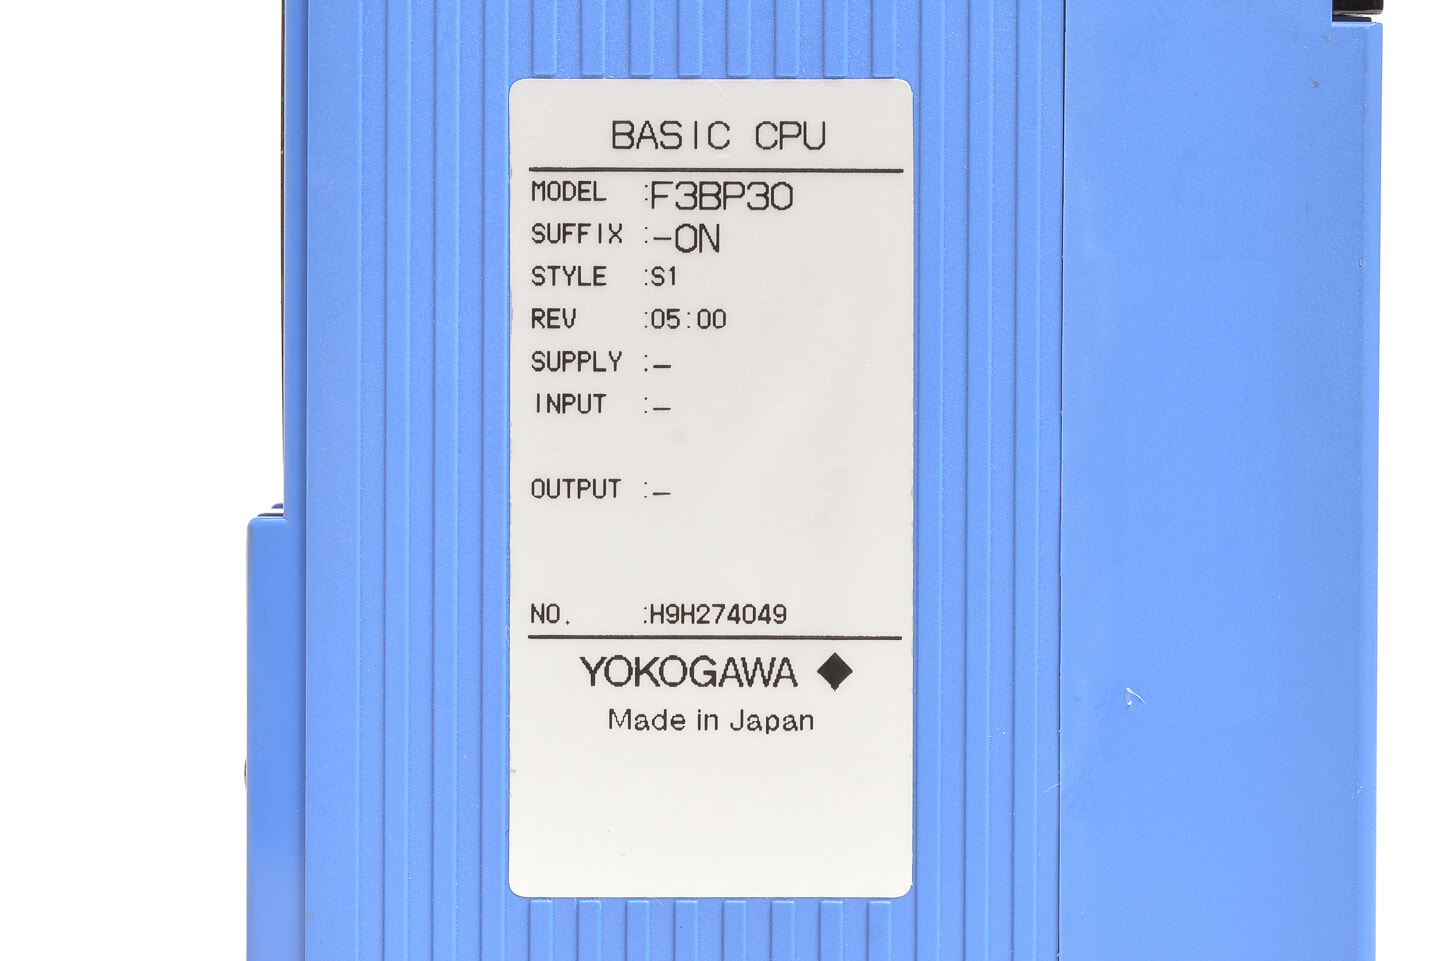 BASIC CPU
MODEL :F3BP30
SUFFIX :-0N
STYLE :S1
REV :05:00
SUPPLY :-
INPUT :-
OUTPUT :-
NO. :H9H274049
YOKOGAWA ◆
Made in Japan